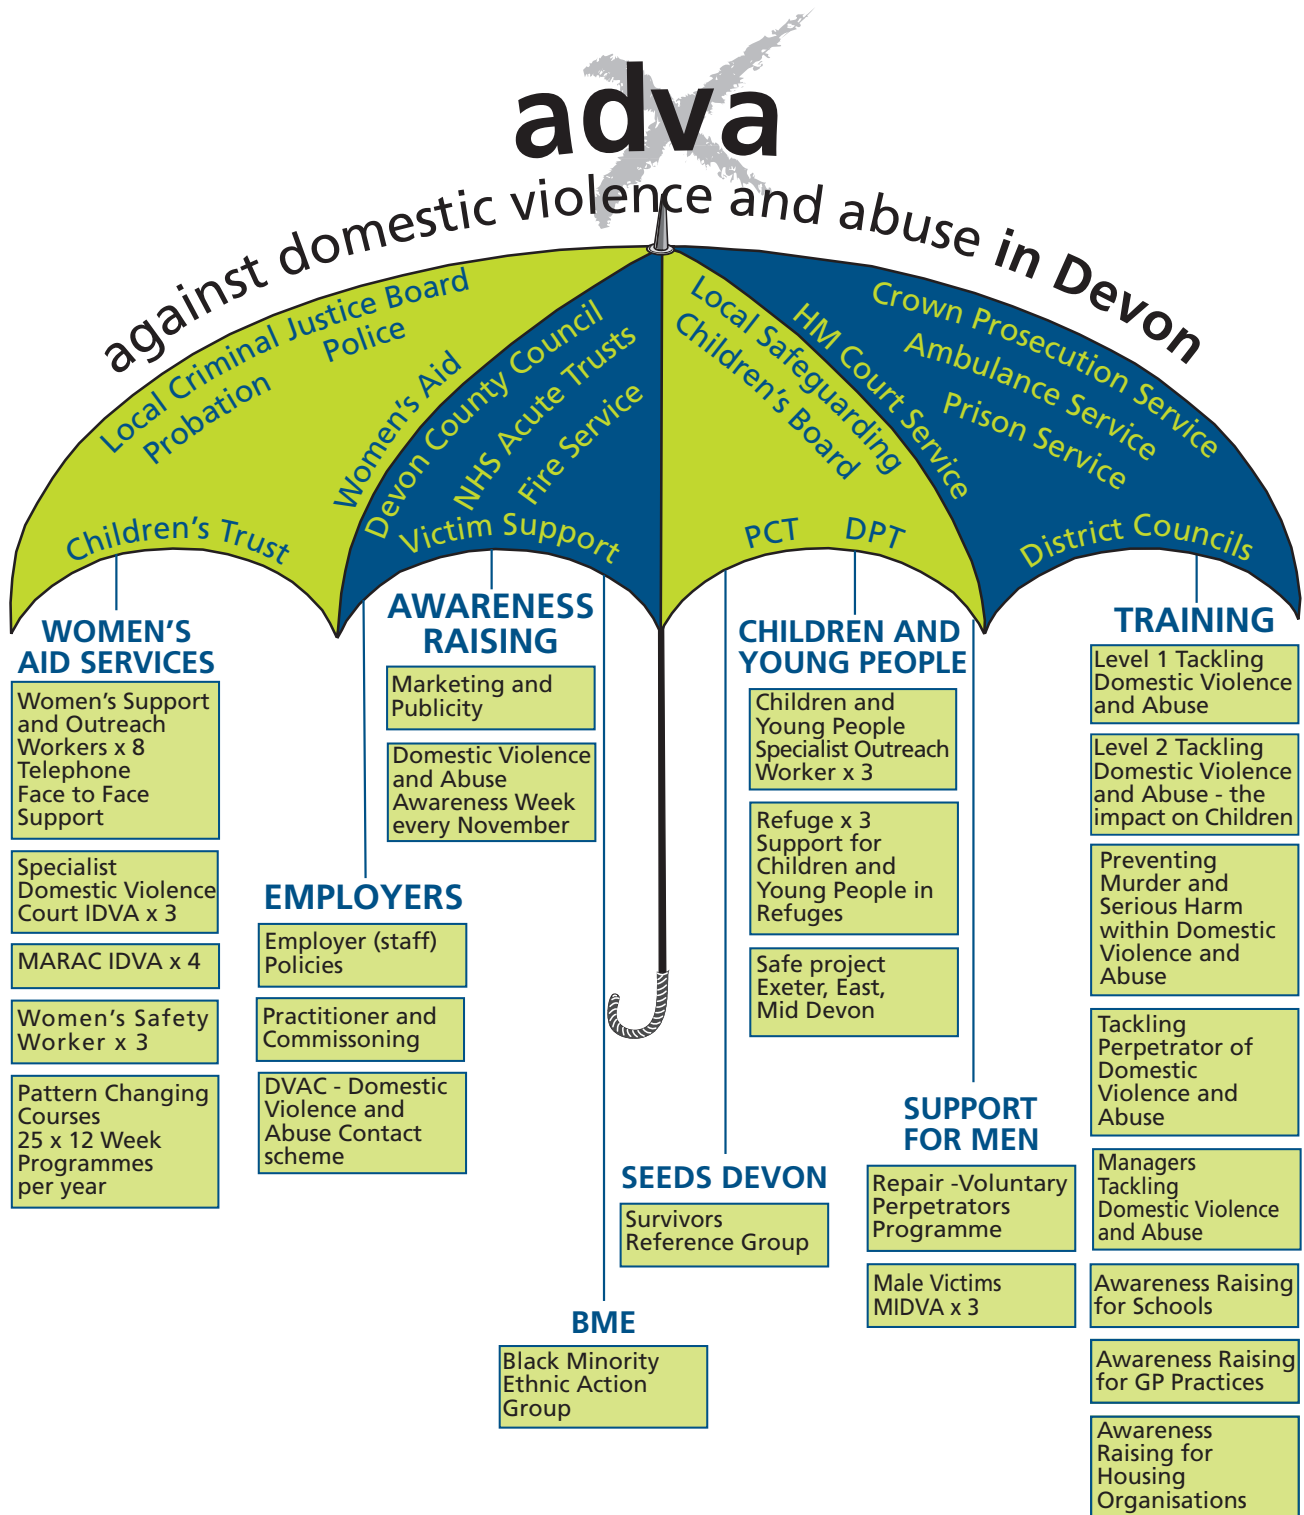 adva
against domestic violence and abuse in Devon
Local Criminal Justice Board
Police
Probation
Women's Aid
Children's Trust
Devon County Council
NHS Acute Trusts
Fire Service
Victim Support
Local Safeguarding
Children's Board
PCT DPT
HM Court Service
Crown Prosecution Service
Ambulance Service
Prison Service
District Councils
WOMEN'S
AID SERVICES
Women's Support
and Outreach
Workers x 8
Telephone
Face to Face
Support
Specialist
Domestic Violence
Court IDVA x 3
MARAC IDVA x 4
Women's Safety
Worker x 3
Pattern Changing
Courses
25 x 12 Week
Programmes
per year
EMPLOYERS
Employer (staff)
Policies
Practitioner and
Commissoning
DVAC - Domestic
Violence and
Abuse Contact
scheme
AWARENESS
RAISING
Marketing and
Publicity
Domestic Violence
and Abuse
Awareness Week
every November
BME
Black Minority
Ethnic Action
Group
SEEDS DEVON
Survivors
Reference Group
CHILDREN AND
YOUNG PEOPLE
Children and
Young People
Specialist Outreach
Worker x 3
Refuge x 3
Support for
Children and
Young People in
Refuges
Safe project
Exeter, East,
Mid Devon
SUPPORT
FOR MEN
Repair -Voluntary
Perpetrators
Programme
Male Victims
MIDVA x 3
TRAINING
Level 1 Tackling
Domestic Violence
and Abuse
Level 2 Tackling
Domestic Violence
and Abuse - the
impact on Children
Preventing
Murder and
Serious Harm
within Domestic
Violence and
Abuse
Tackling
Perpetrator of
Domestic
Violence and
Abuse
Managers
Tackling
Domestic Violence
and Abuse
Awareness Raising
for Schools
Awareness Raising
for GP Practices
Awareness
Raising for
Housing
Organisations